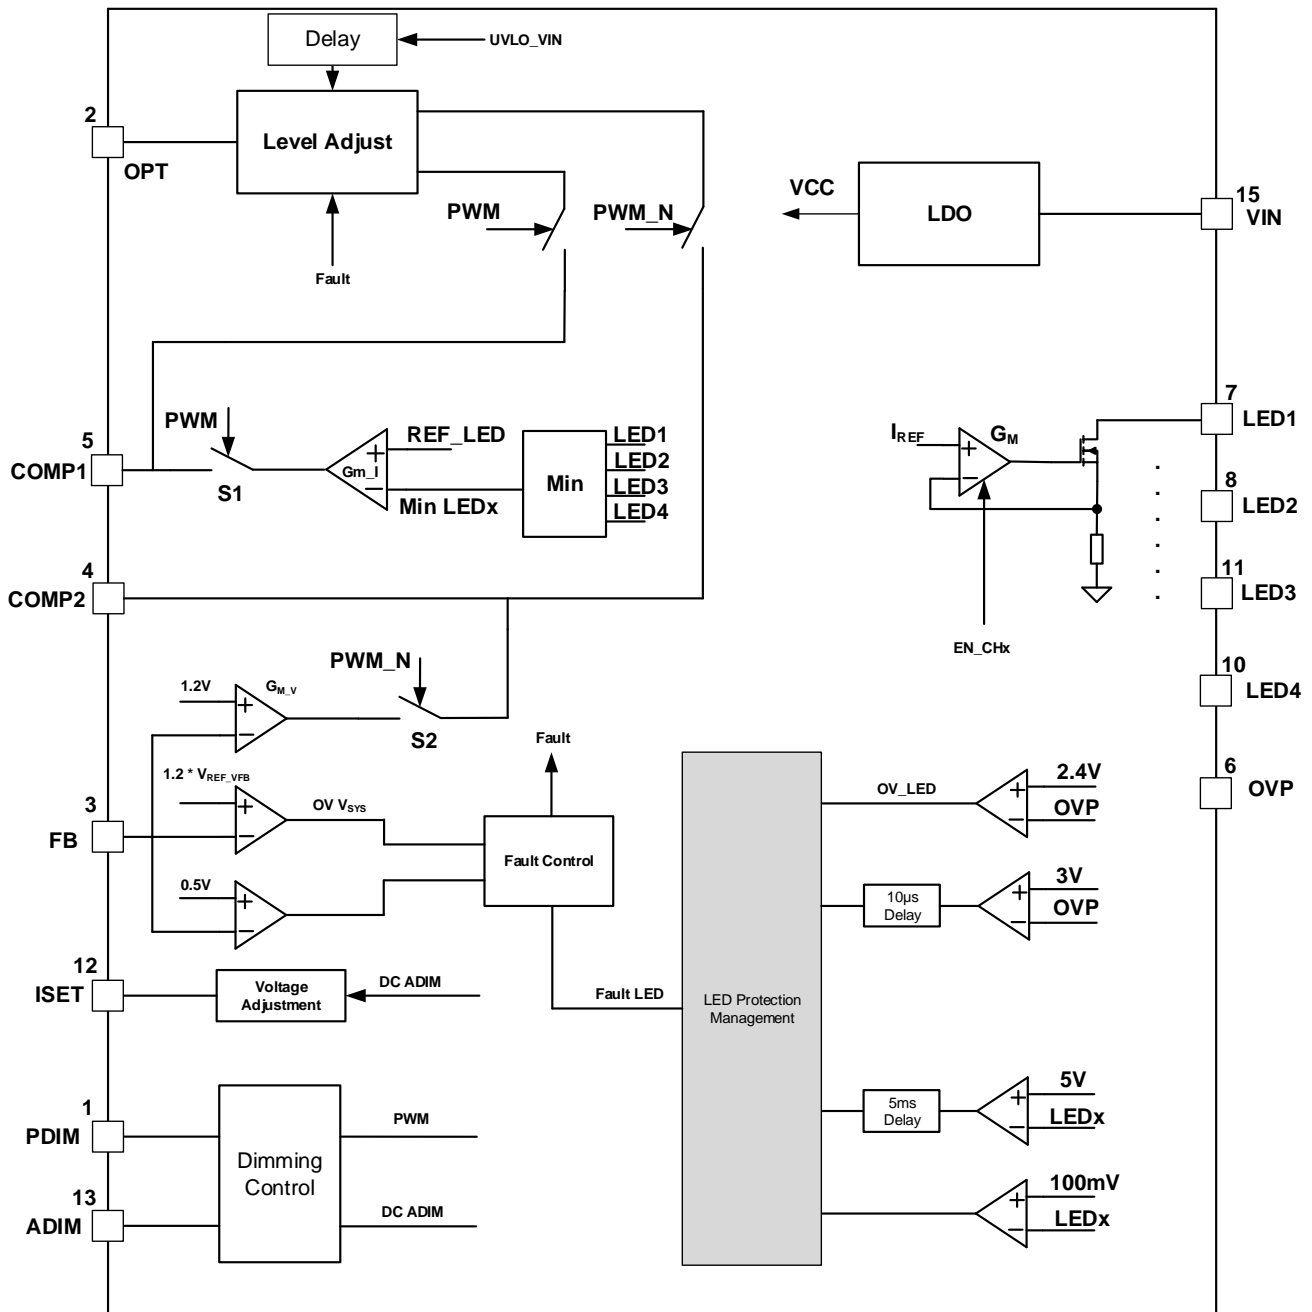 Delay
UVLO_VIN
2
OPT
Level Adjust
Fault
PWM
PWM_N
VCC
LDO
15
VIN
5
COMP1
PWM
S1
Gm_I
+
−
REF_LED
Min LEDx
Min
LED1
LED2
LED3
LED4
IREF
+
−
GM
EN_CHx
7
LED1
8
LED2
11
LED3
10
LED4
6
OVP
4
COMP2
PWM_N
S2
1.2V
+
−
GM_V
1.2 * VREF_VFB
+
−
OV VSYS
3
FB
0.5V
+
−
Fault
Fault Control
Fault LED
LED Protection
Management
OV_LED
+
−
2.4V
OVP
10µs
Delay
+
−
3V
OVP
5ms
Delay
+
−
5V
LEDx
+
−
100mV
LEDx
12
ISET
Voltage
Adjustment
DC ADIM
1
PDIM
13
ADIM
Dimming
Control
PWM
DC ADIM